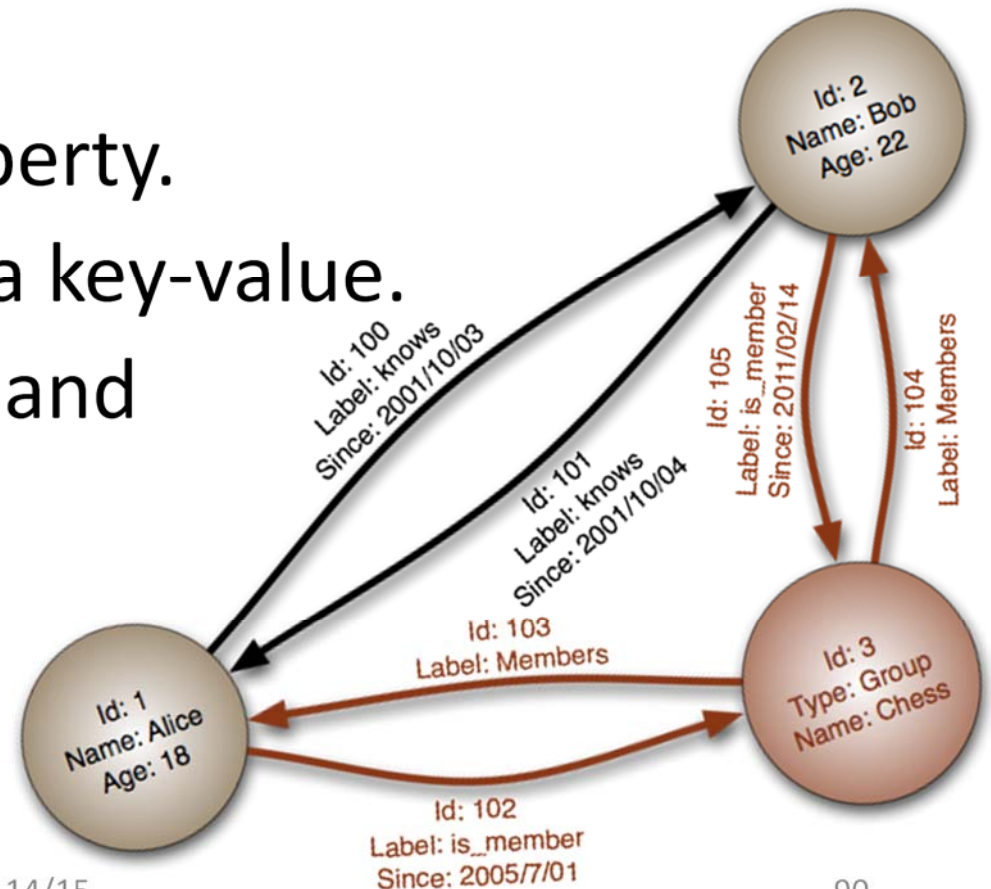 perty.
a key-value.
and
Id: 2
Name: Bob
Age: 22
Id: 100
Label: knows
Since: 2001/10/03
Id: 101
Label: knows
Since: 2001/10/04
Id: 105
Label: is_member
Since: 2011/02/14
Id: 104
Label: Members
Id: 103
Label: Members
Id: 1
Name: Alice
Age: 18
Id: 3
Type: Group
Name: Chess
Id: 102
Label: is_member
Since: 2005/7/01
14/15